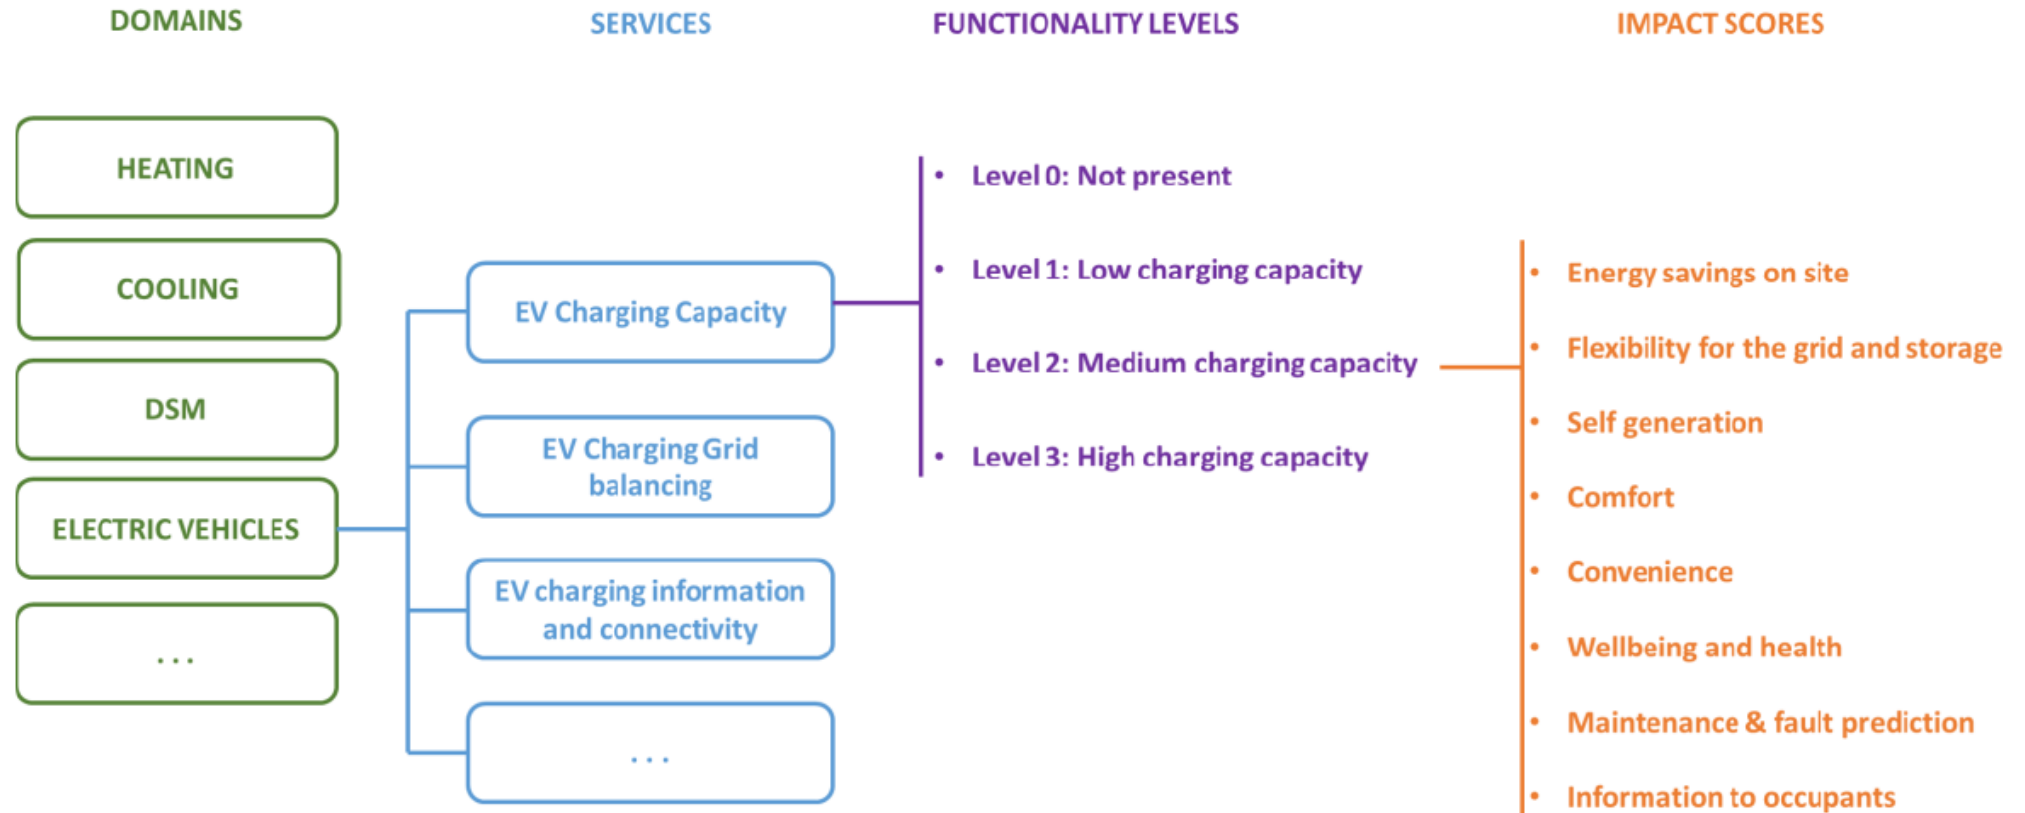 DOMAINS
SERVICES
FUNCTIONALITY LEVELS
IMPACT SCORES
HEATING
COOLING
DSM
ELECTRIC VEHICLES
...
EV Charging Capacity
EV Charging Grid
balancing
EV charging information
and connectivity
...
• Level 0: Not present
• Level 1: Low charging capacity
• Level 2: Medium charging capacity
• Level 3: High charging capacity
• Energy savings on site
• Flexibility for the grid and storage
• Self generation
• Comfort
• Convenience
• Wellbeing and health
• Maintenance & fault prediction
• Information to occupants